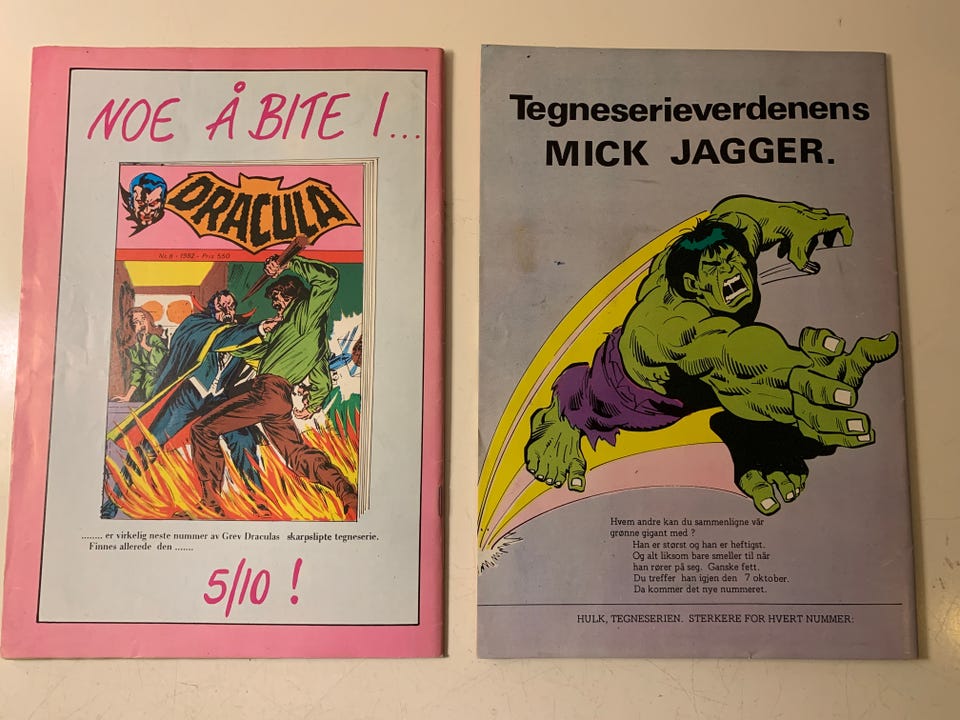 NOE Å BITE I...
DRACULA
Nr. 8 - 1982 - Pris 5.50
........ er virkelig neste nummer av Grev Draculas skarpslipte tegneserie.
Finnes allerede den .......
5/10 !
Tegneserieverdenens
MICK JAGGER.
Hvem andre kan du sammenligne vår
grønne gigant med ?
Han er størst og han er heftigst.
Og alt liksom bare smeller til når
han rører på seg. Ganske fett.
Du treffer han igjen den 7 oktober.
Da kommer det nye nummeret.
HULK, TEGNESERIEN. STERKERE FOR HVERT NUMMER: